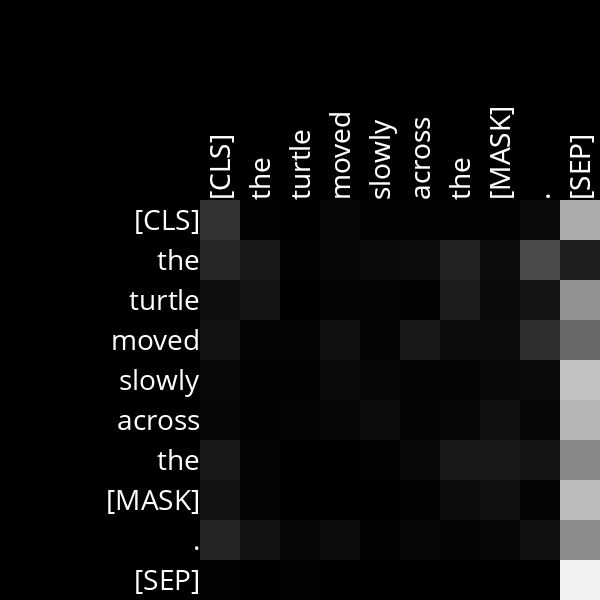 [CLS] the turtle moved slowly across the [MASK] . [SEP]
[CLS]
the
turtle
moved
slowly
across
the
[MASK]
.
[SEP]